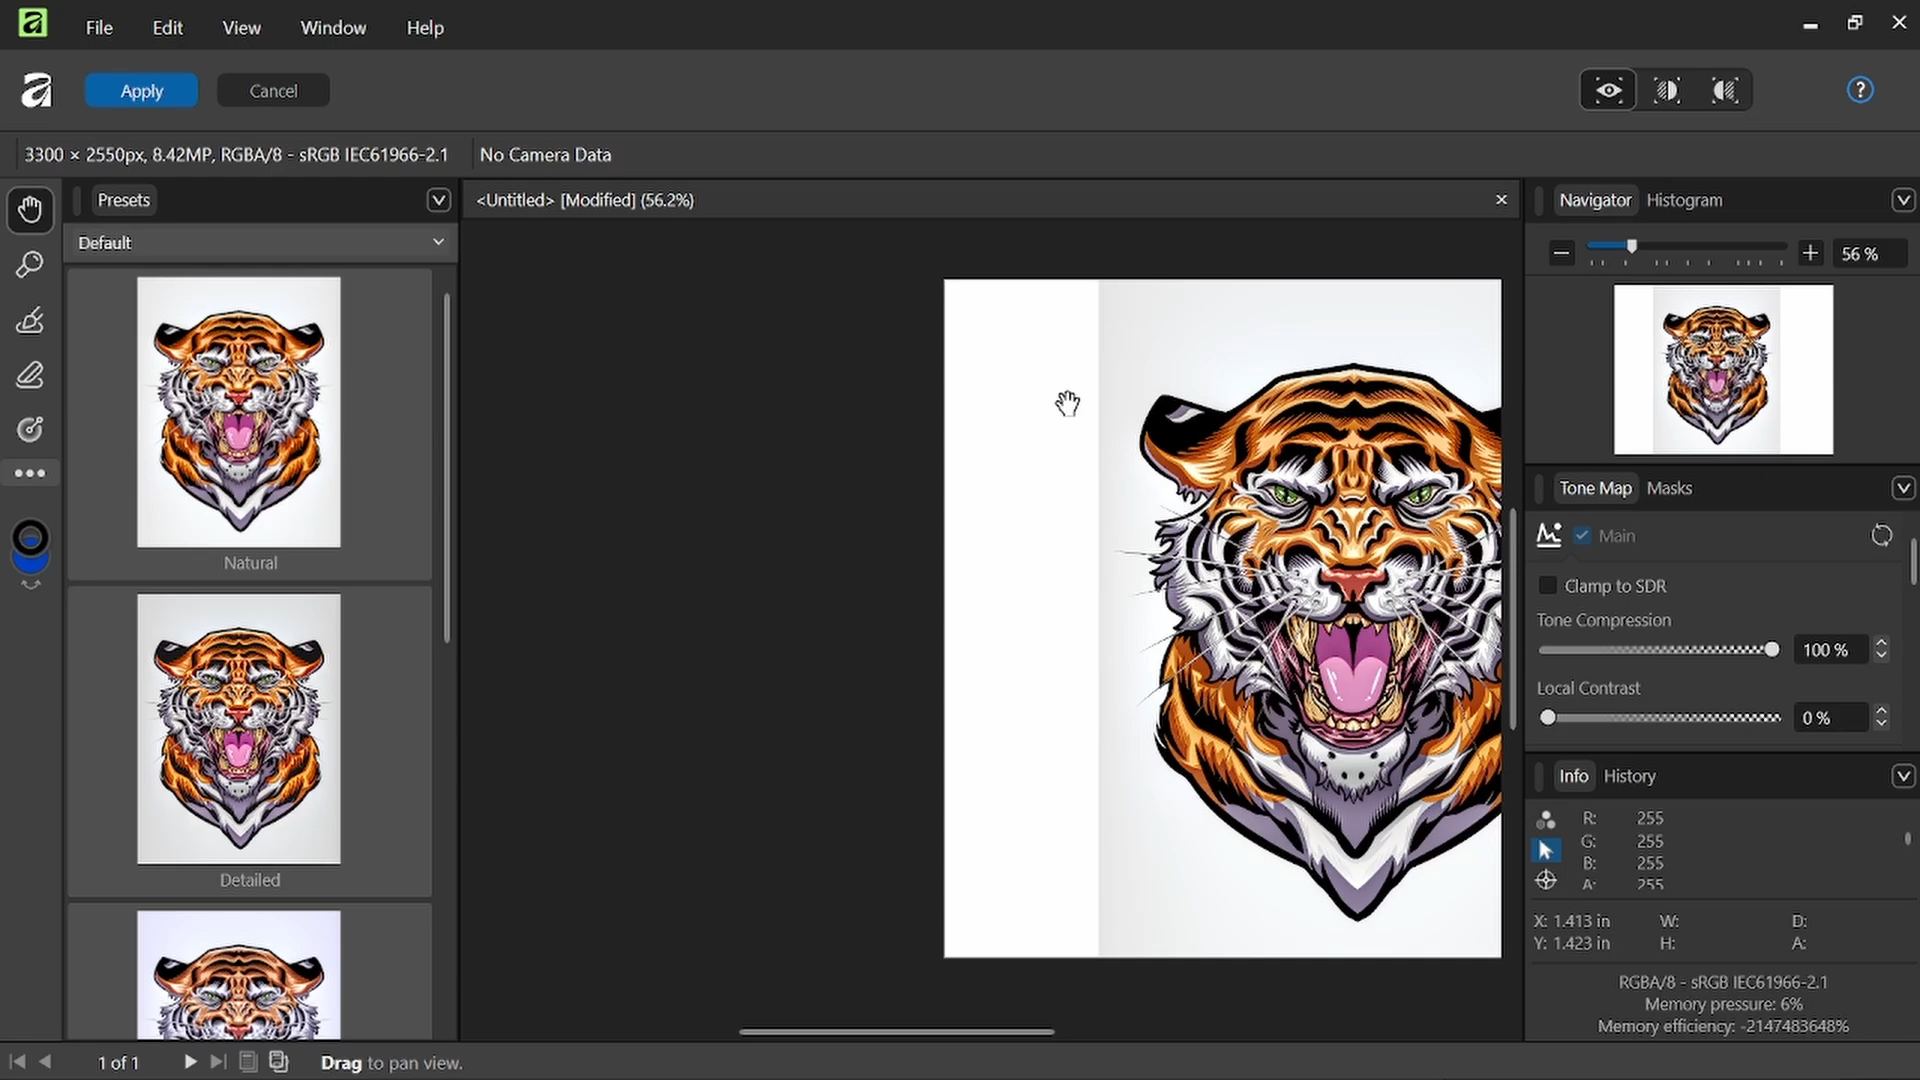 File Edit View Window Help
Apply Cancel
3300 × 2550px, 8.42MP, RGBA/8 - sRGB IEC61966-2.1 No Camera Data
Presets
Default
Natural
Detailed
<Untitled> [Modified] (56.2%)
Navigator Histogram
56 %
Tone Map Masks
Main
Clamp to SDR
Tone Compression
100 %
Local Contrast
0 %
Info History
R: 255
G: 255
B: 255
A: 255
X: 1.413 in W: D:
Y: 1.423 in H: A:
RGBA/8 - sRGB IEC61966-2.1
Memory pressure: 6%
Memory efficiency: -2147483648%
1 of 1 Drag to pan view.